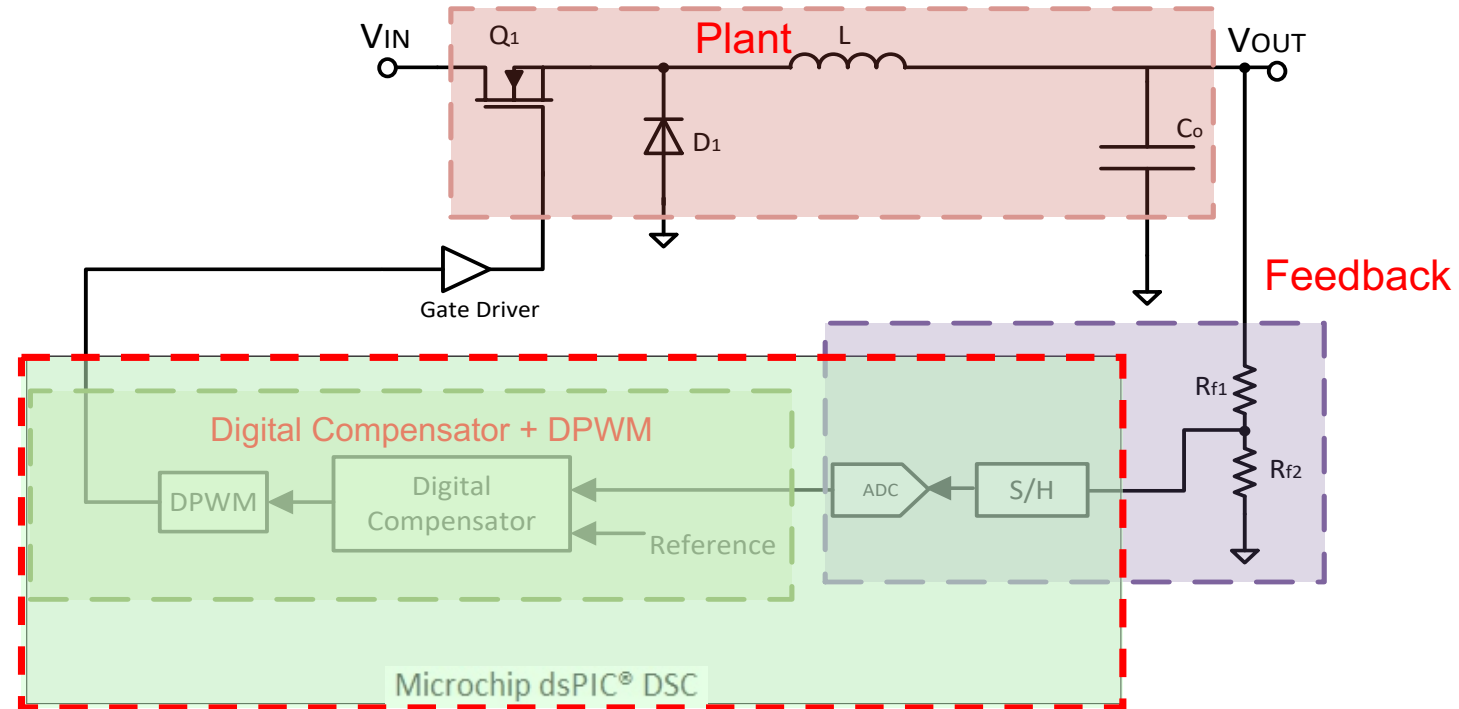 VIN
Q1
Plant
L
VOUT
D1
Co
Gate Driver
Feedback
Digital Compensator + DPWM
Rf1
Rf2
DPWM
Digital
Compensator
ADC
S/H
Reference
Microchip dsPIC® DSC